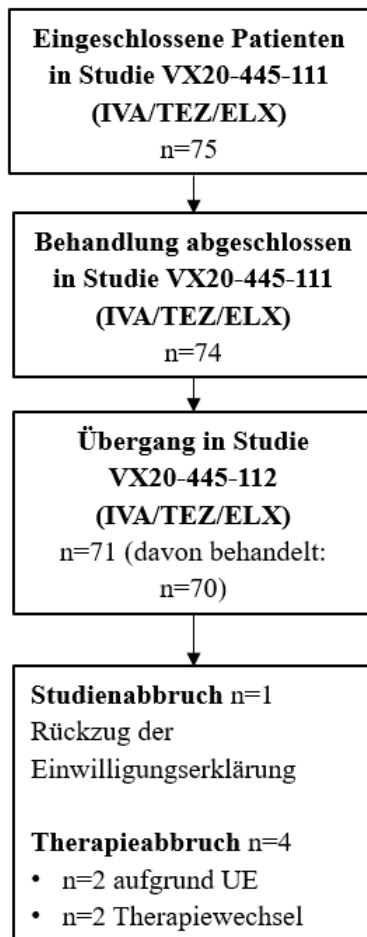 Eingeschlossene Patienten
in Studie VX20-445-111
(IVA/TEZ/ELX)
n=75
Behandlung abgeschlossen
in Studie VX20-445-111
(IVA/TEZ/ELX)
n=74
Übergang in Studie
VX20-445-112
(IVA/TEZ/ELX)
n=71 (davon behandelt:
n=70)
Studienabbruch n=1
Rückzug der
Einwilligungserklärung
Therapieabbruch n=4
• n=2 aufgrund UE
• n=2 Therapiewechsel